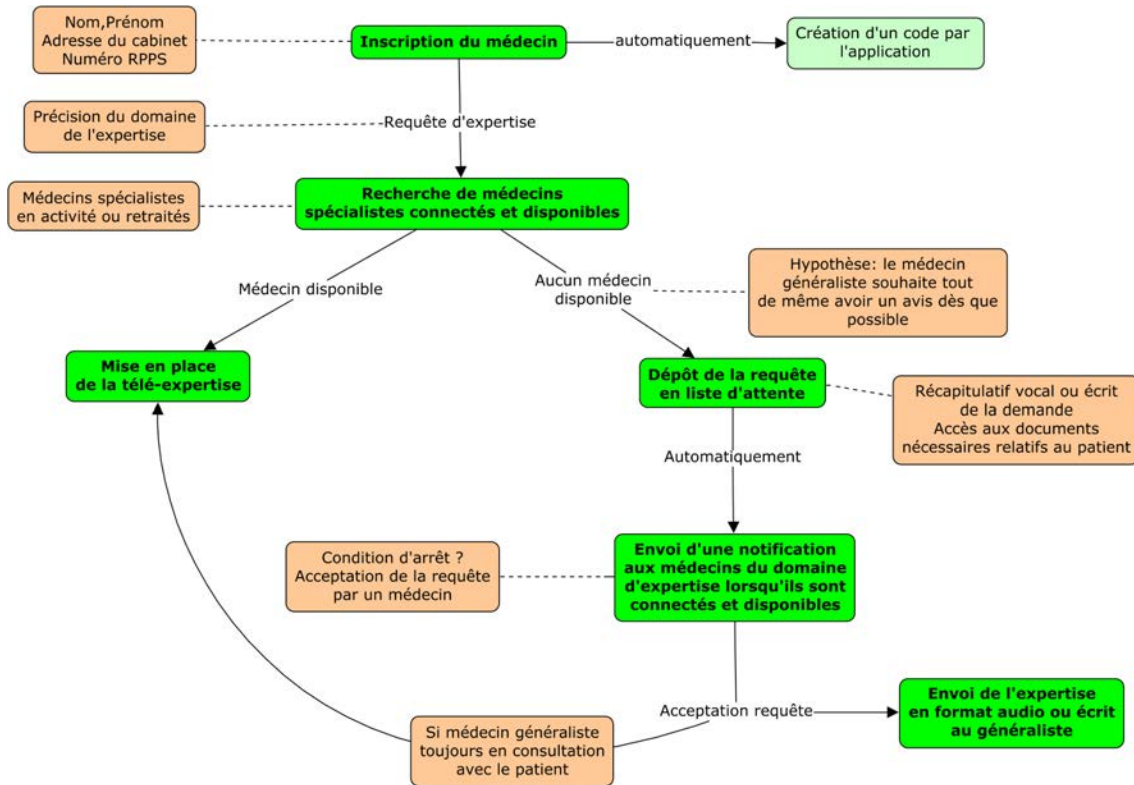 Nom,Prénom
Adresse du cabinet
Numéro RPPS
Inscription du médecin
automatiquement
Création d'un code par
l'application
Précision du domaine
de l'expertise
Requête d'expertise
Médecins spécialistes
en activité ou retraités
Recherche de médecins
spécialistes connectés et disponibles
Médecin disponible
Aucun médecin
disponible
Hypothèse: le médecin
généraliste souhaite tout
de même avoir un avis dès que
possible
Mise en place
de la télé-expertise
Dépôt de la requête
en liste d'attente
Récapitulatif vocal ou écrit
de la demande
Accès aux documents
nécessaires relatifs au patient
Automatiquement
Condition d'arrêt ?
Acceptation de la requête
par un médecin
Envoi d'une notification
aux médecins du domaine
d'expertise lorsqu'ils sont
connectés et disponibles
Acceptation requête
Envoi de l'expertise
en format audio ou écrit
au généraliste
Si médecin généraliste
toujours en consultation
avec le patient